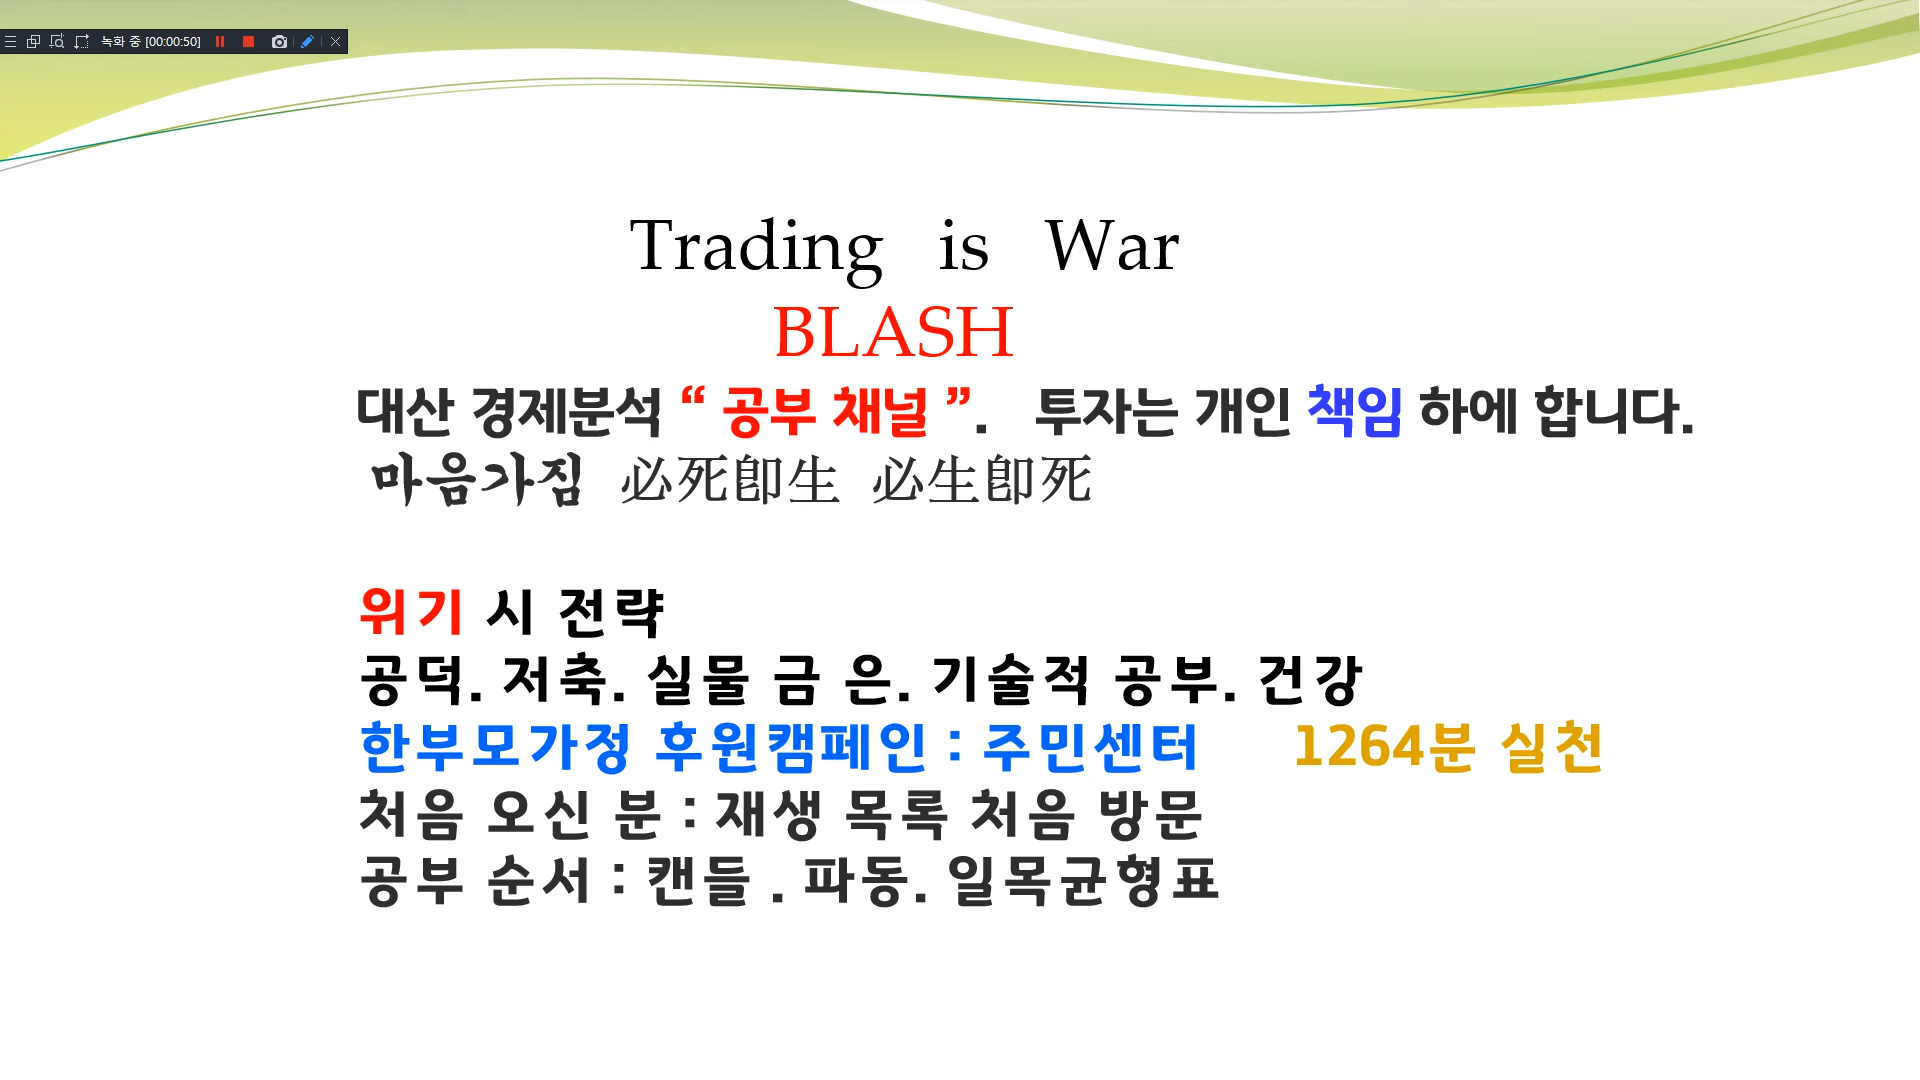 녹화 중 [00:00:50]
Trading is War
BLASH
대산 경제분석 “ 공부 채널 ”. 투자는 개인 책임 하에 합니다.
마음가짐 必死卽生 必生卽死
위기 시 전략
공덕. 저축. 실물 금 은. 기술적 공부. 건강
한부모가정 후원캠페인 : 주민센터 1264분 실천
처음 오신 분 : 재생 목록 처음 방문
공부 순서 : 캔들 . 파동. 일목균형표